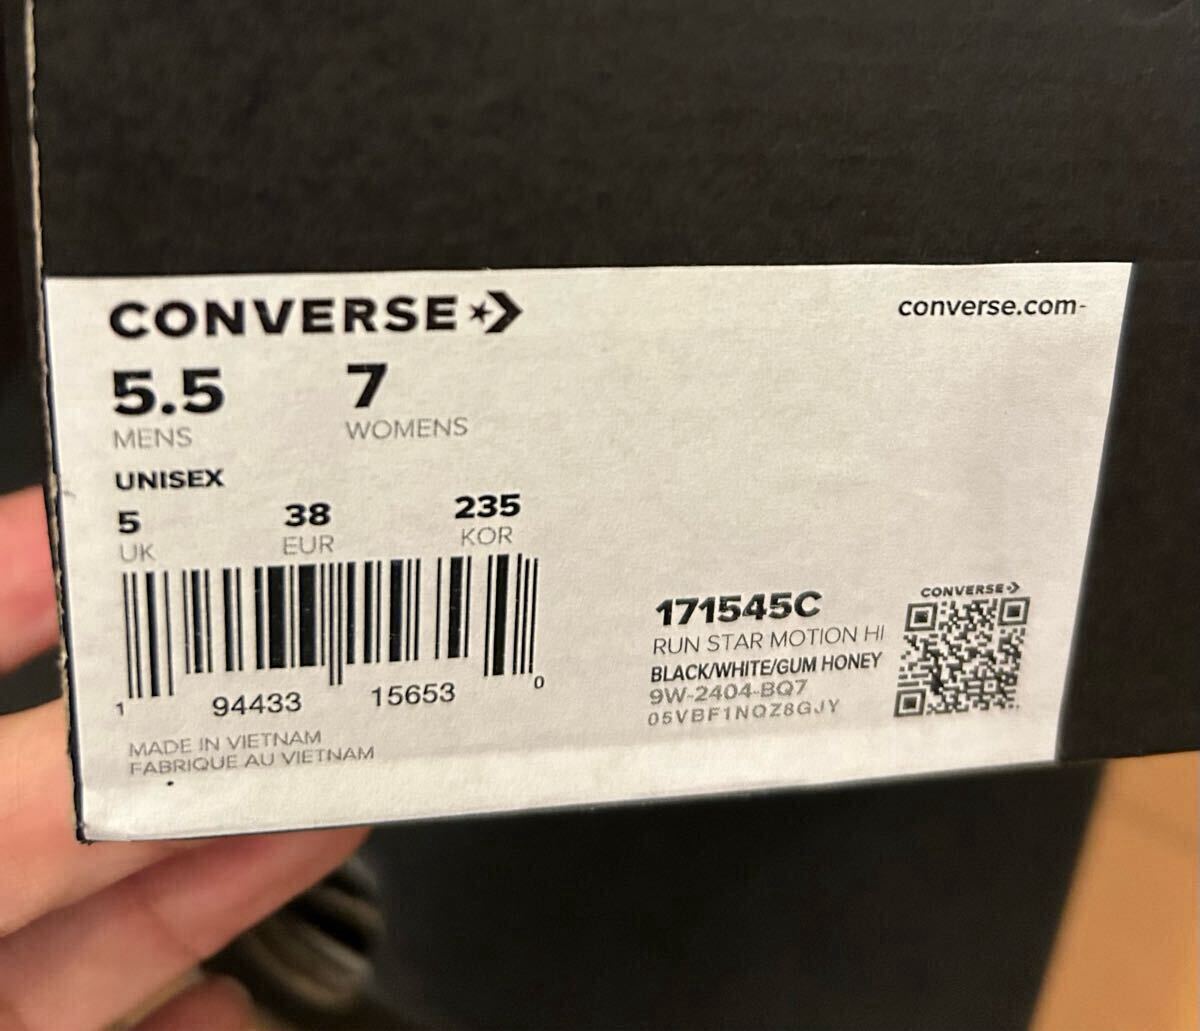 CONVERSE
converse.com-
5.5 7
MENS WOMENS
UNISEX
5 38 235
UK EUR KOR
1 94433 15653 0
MADE IN VIETNAM
FABRIQUE AU VIETNAM
171545C
RUN STAR MOTION HI
BLACK/WHITE/GUM HONEY
9W-2404-BQ7
05VBF1NQZ8GJY
CONVERSE